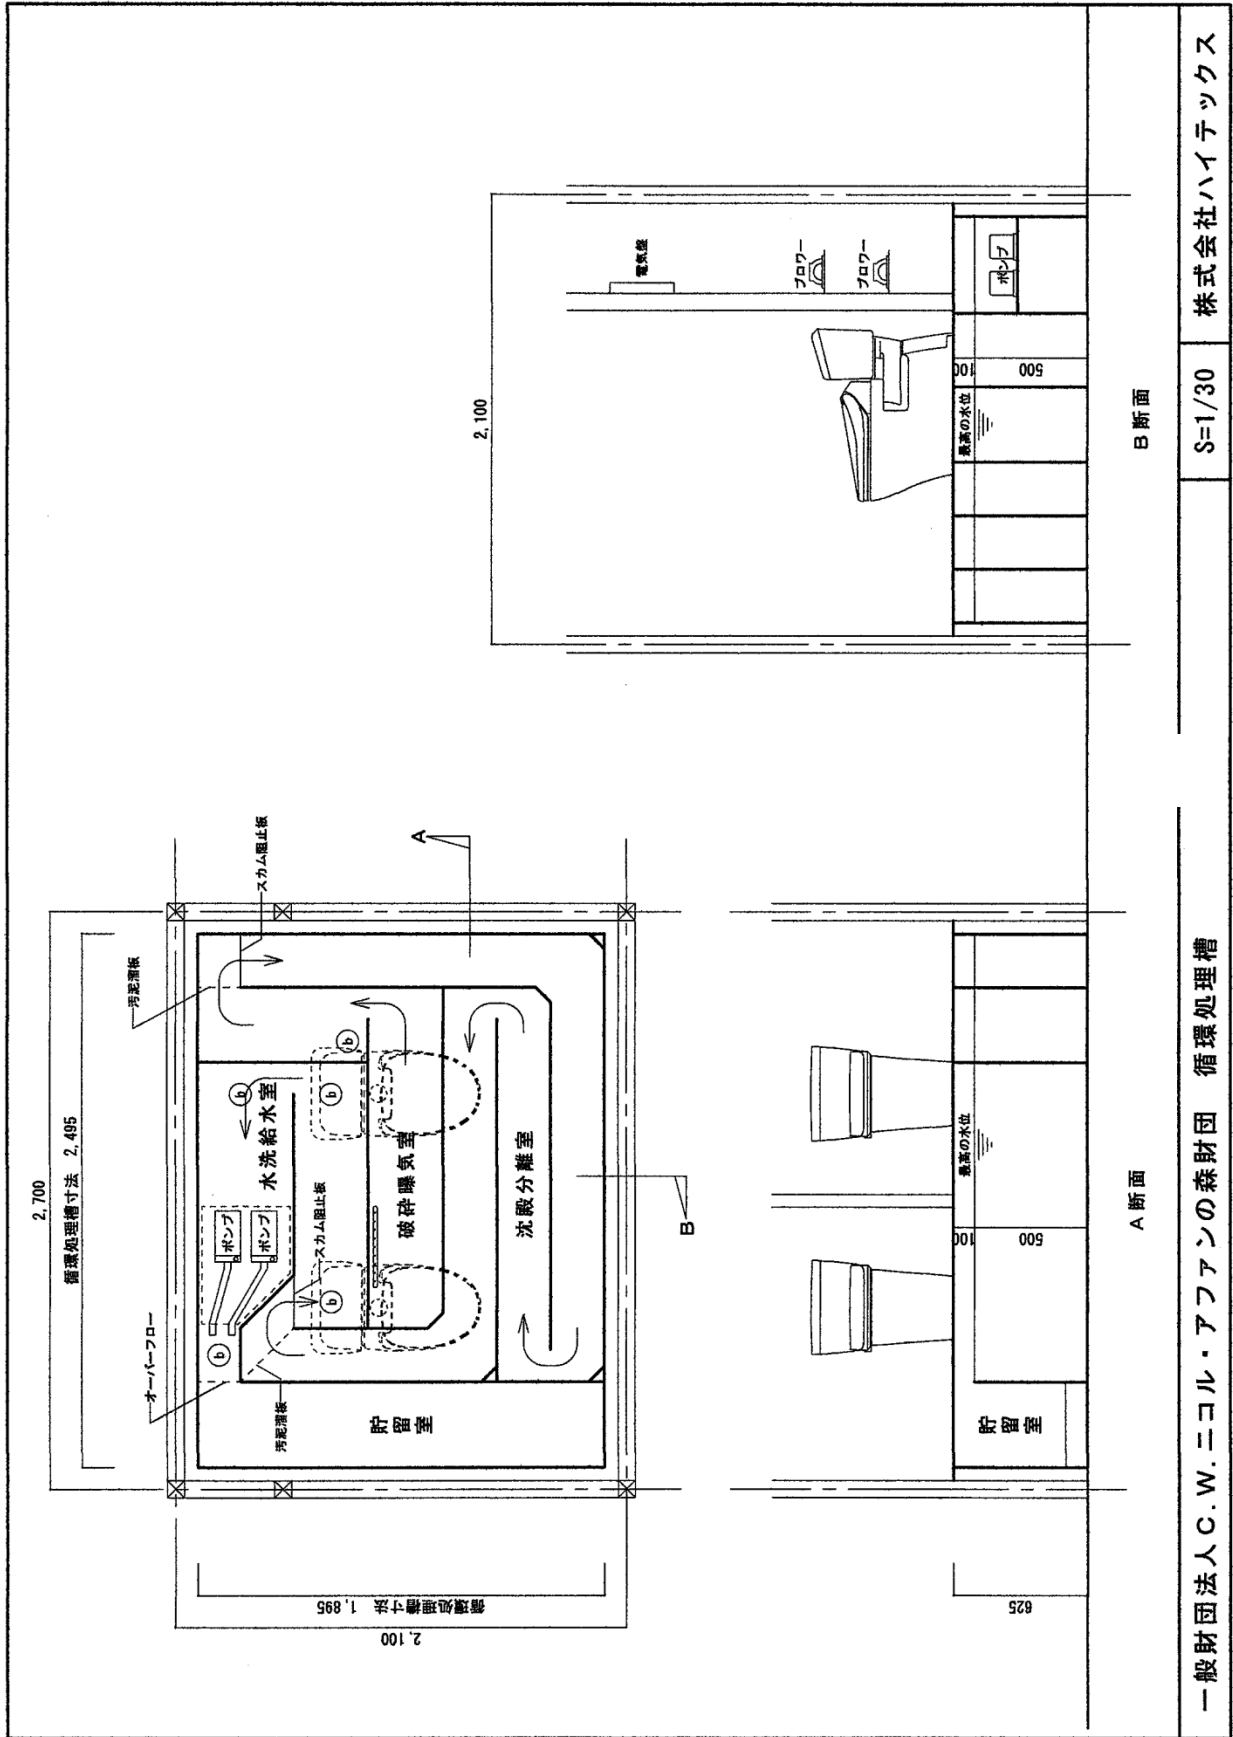 2,700
循環処理槽寸法 2,495
オーバーフロー
汚泥溜板
スカム阻止板
A
ポンプ
ポンプ
b
b
b
b
b
水洗給水室
スカム阻止板
破砕曝気室
沈殿分離室
汚泥溜板
貯留室
B
循環処理槽寸法 1,895
2,100
最高の水位
100
500
貯留室
625
A断面
2,100
電気盤
ブロワー
ブロワー
ポンプ
最高の水位
100
500
B断面
一般財団法人C.W.ニコル・アファンの森財団 循環処理槽
S=1/30
株式会社ハイテックス